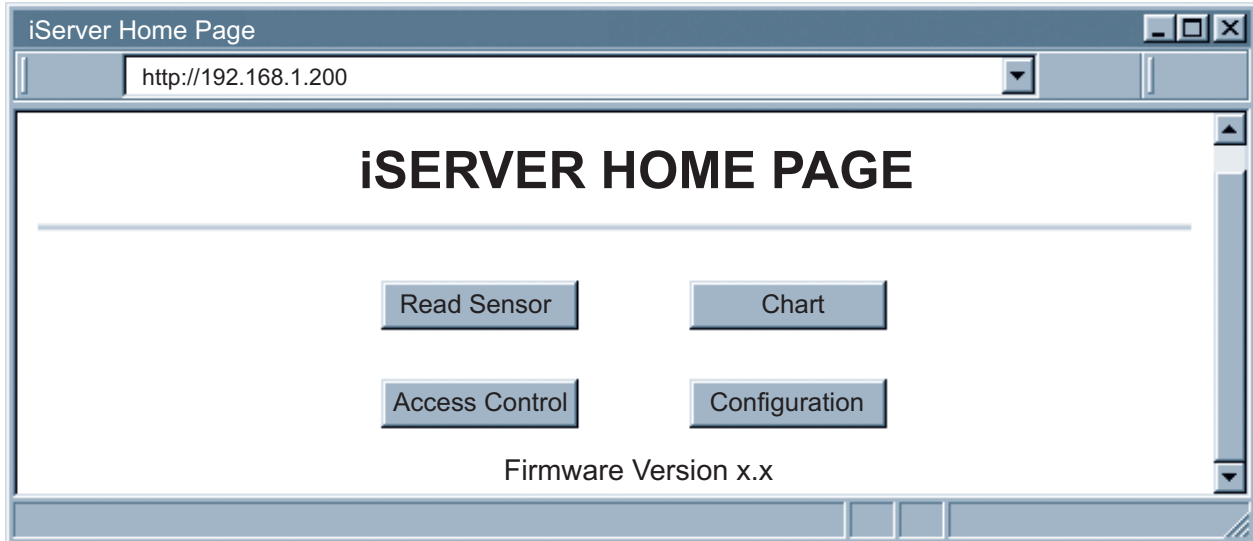 iServer Home Page
http://192.168.1.200
iSERVER HOME PAGE
Read Sensor
Chart
Access Control
Configuration
Firmware Version x.x